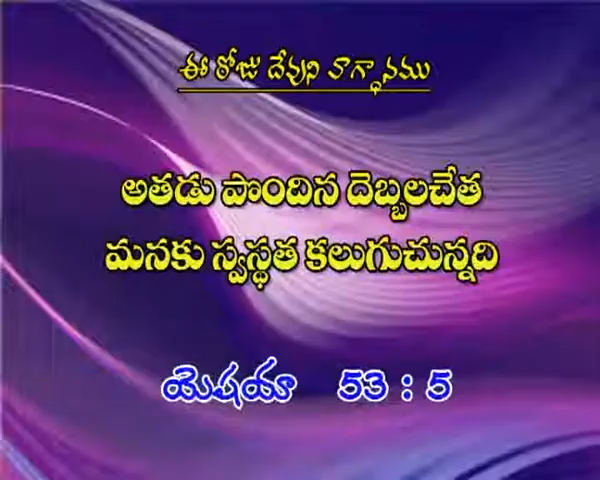 ఈ రోజు దేవుని వాగ్ధానము
అతడు పొందిన దెబ్బలచేత
మనకు స్వస్థత కలుగుచున్నది
యెషయా 53 : 5